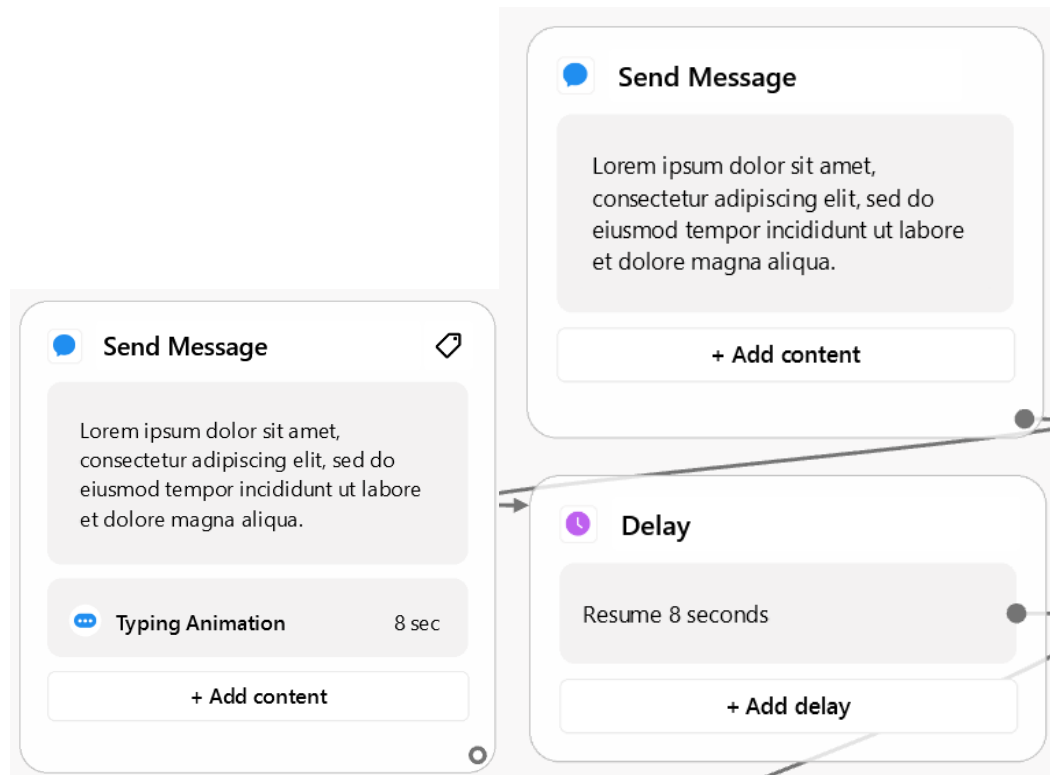 Send Message
Lorem ipsum dolor sit amet,
consectetur adipiscing elit, sed do
eiusmod tempor incididunt ut labore
et dolore magna aliqua.
Typing Animation 8 sec
+ Add content
Send Message
Lorem ipsum dolor sit amet,
consectetur adipiscing elit, sed do
eiusmod tempor incididunt ut labore
et dolore magna aliqua.
+ Add content
Delay
Resume 8 seconds
+ Add delay